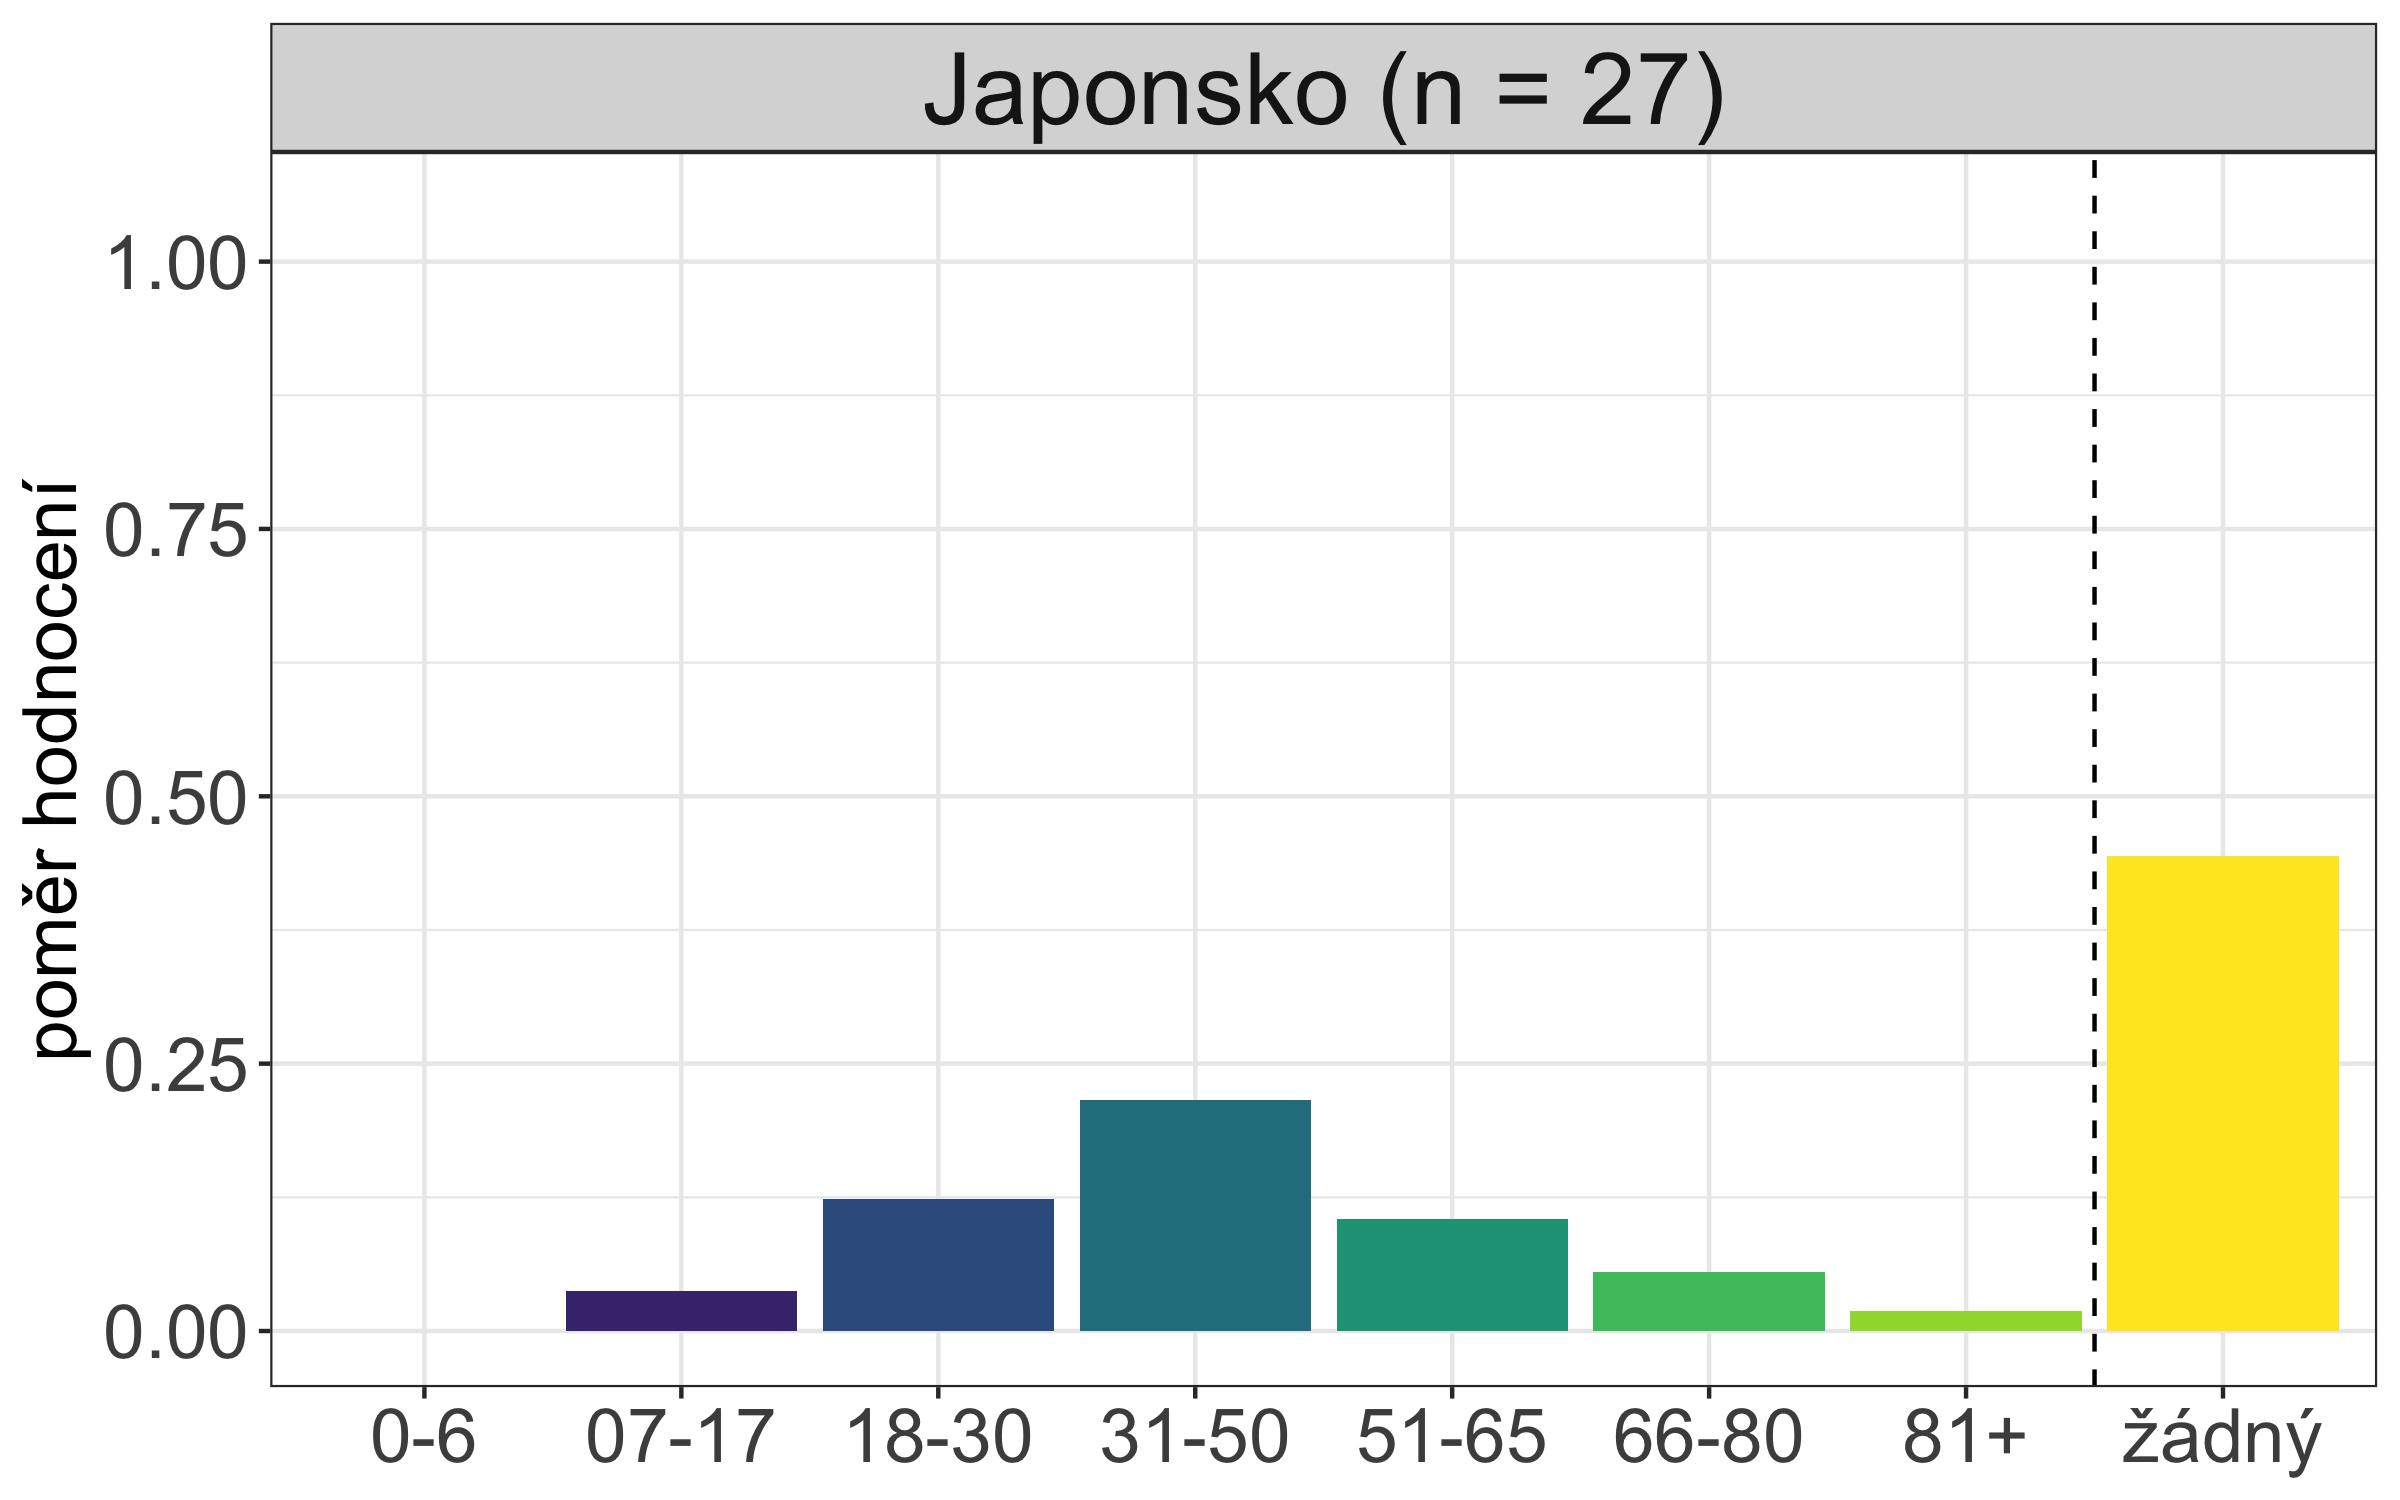 Japonsko (n = 27)
poměr hodnocení
1.00
0.75
0.50
0.25
0.00
0-6 07-17 18-30 31-50 51-65 66-80 81+ žádný